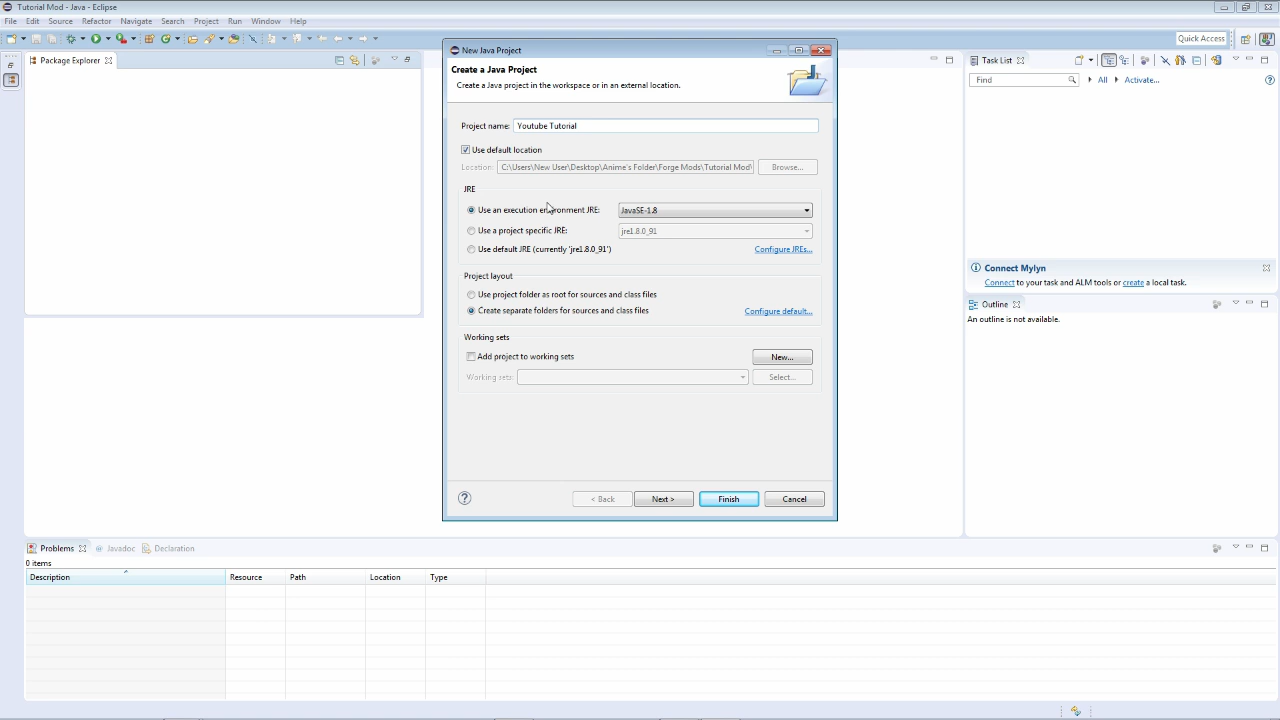 Tutorial Mod - Java - Eclipse
File Edit Source Refactor Navigate Search Project Run Window Help
Quick Access
Package Explorer
New Java Project
Create a Java Project
Create a Java project in the workspace or in an external location.
Project name: Youtube Tutorial
Use default location
Location: C:\Users\New User\Desktop\Anime's Folder\Forge Mods\Tutorial Mod\ Browse...
JRE
Use an execution environment JRE: JavaSE-1.8
Use a project specific JRE: jre1.8.0_91
Use default JRE (currently 'jre1.8.0_91') Configure JREs...
Project layout
Use project folder as root for sources and class files
Create separate folders for sources and class files Configure default...
Working sets
Add project to working sets New...
Working sets: Select...
< Back Next > Finish Cancel
Task List
Find All Activate...
Connect Mylyn
Connect to your task and ALM tools or create a local task.
Outline
An outline is not available.
Problems Javadoc Declaration
0 items
Description Resource Path Location Type